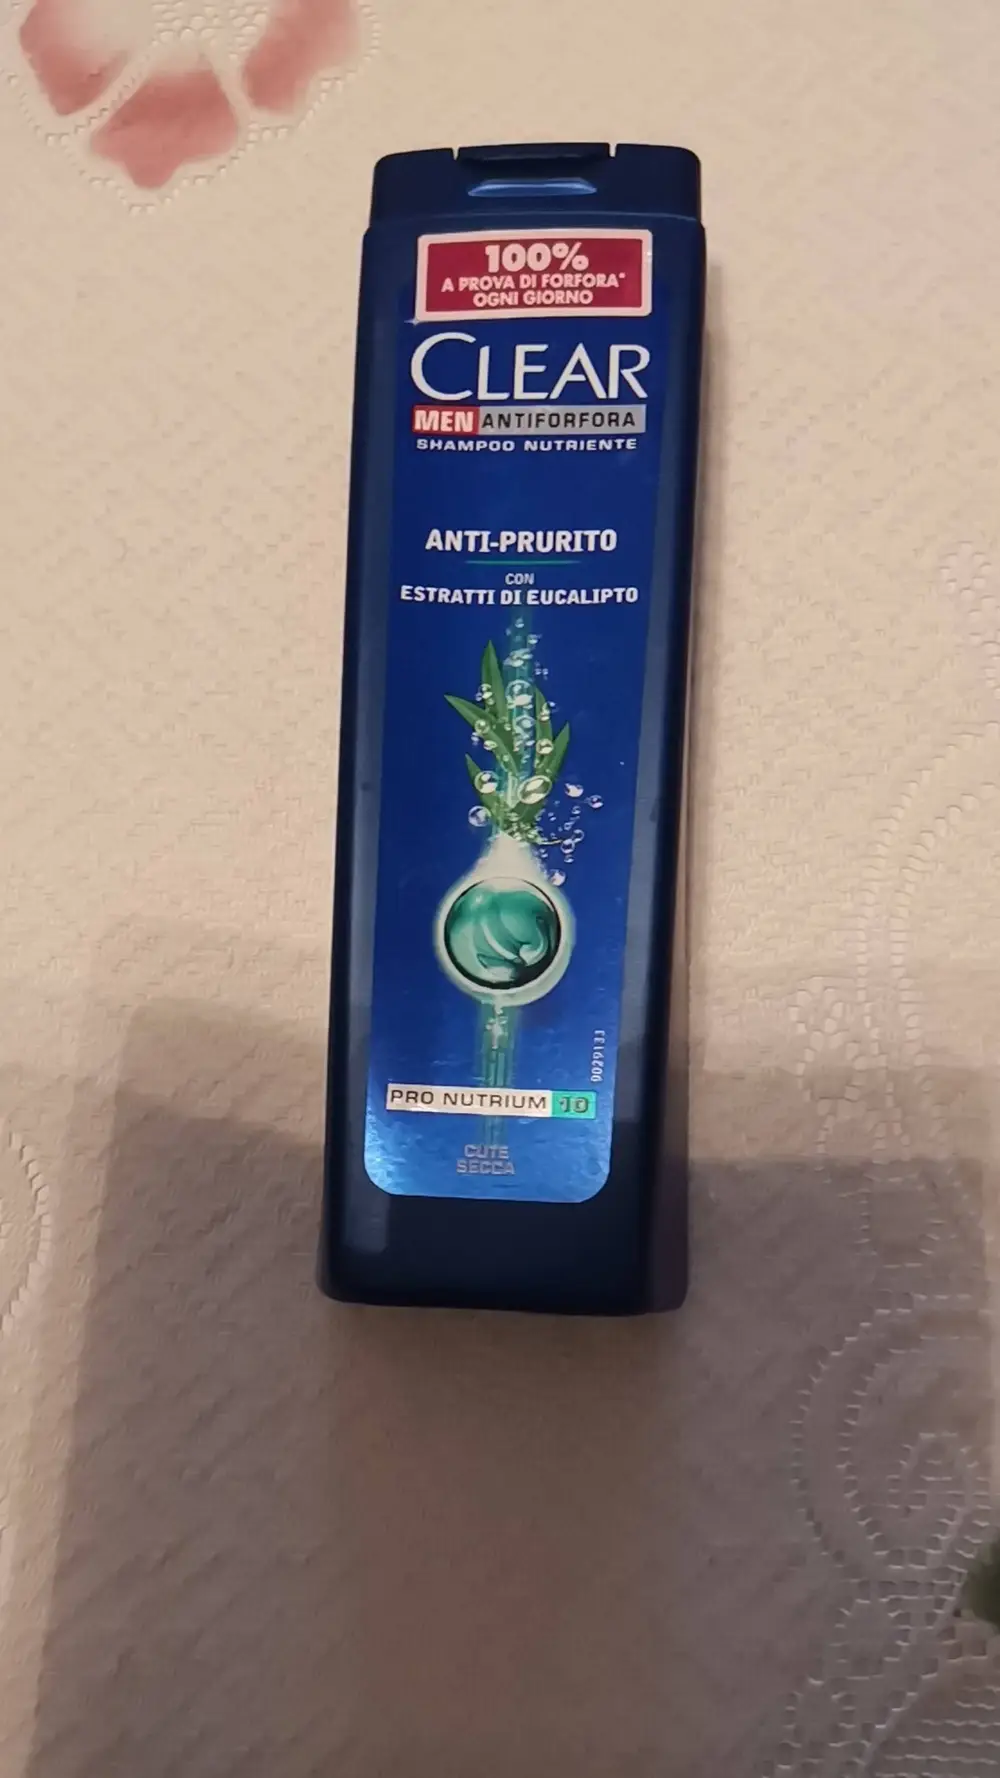 100%
A PROVA DI FORFORA*
OGNI GIORNO
CLEAR
MEN ANTIFORFORA
SHAMPOO NUTRIENTE
ANTI-PRURITO
CON
ESTRATTI DI EUCALIPTO
0029133
PRO NUTRIUM 10
CUTE
SECCA